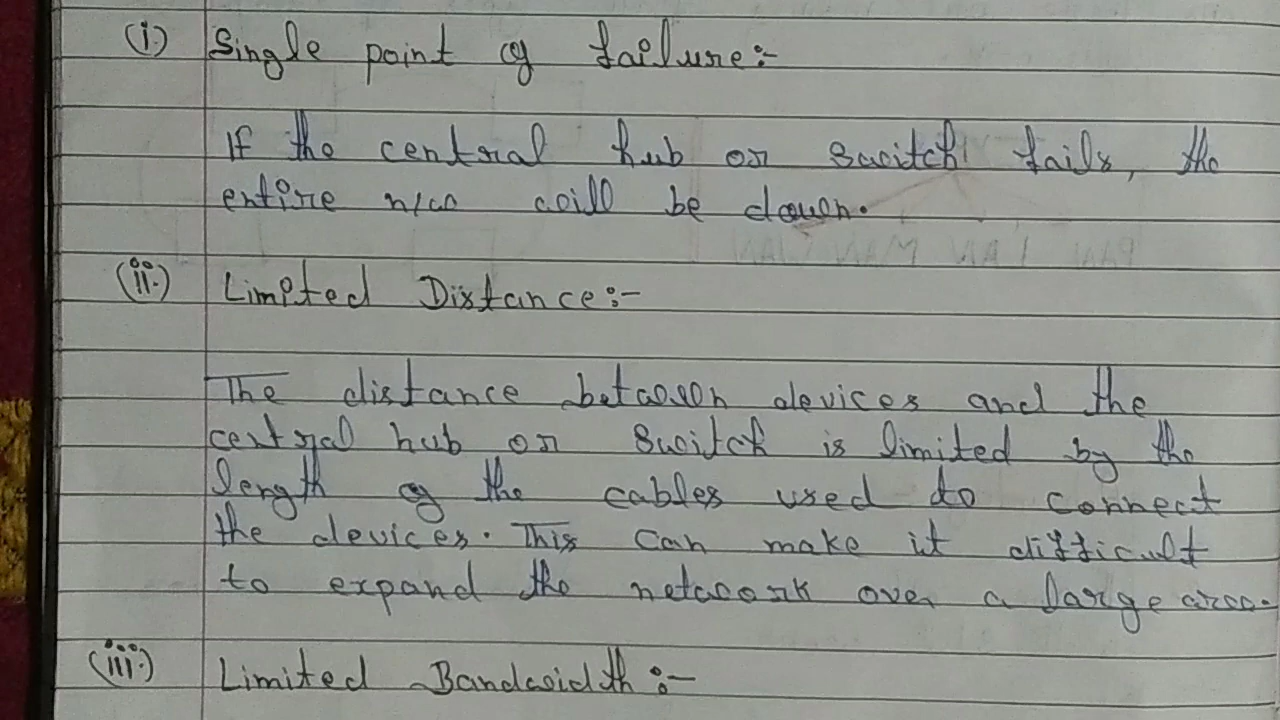 (i) Single point of failure:-
If the central hub or switch fails, the
entire n/w will be down.
(ii.) Limited Distance:-
The distance between devices and the
central hub or switch is limited by the
length of the cables used to connect
the devices. This can make it difficult
to expand the network over a large area.
(iii.) Limited Bandwidth:-